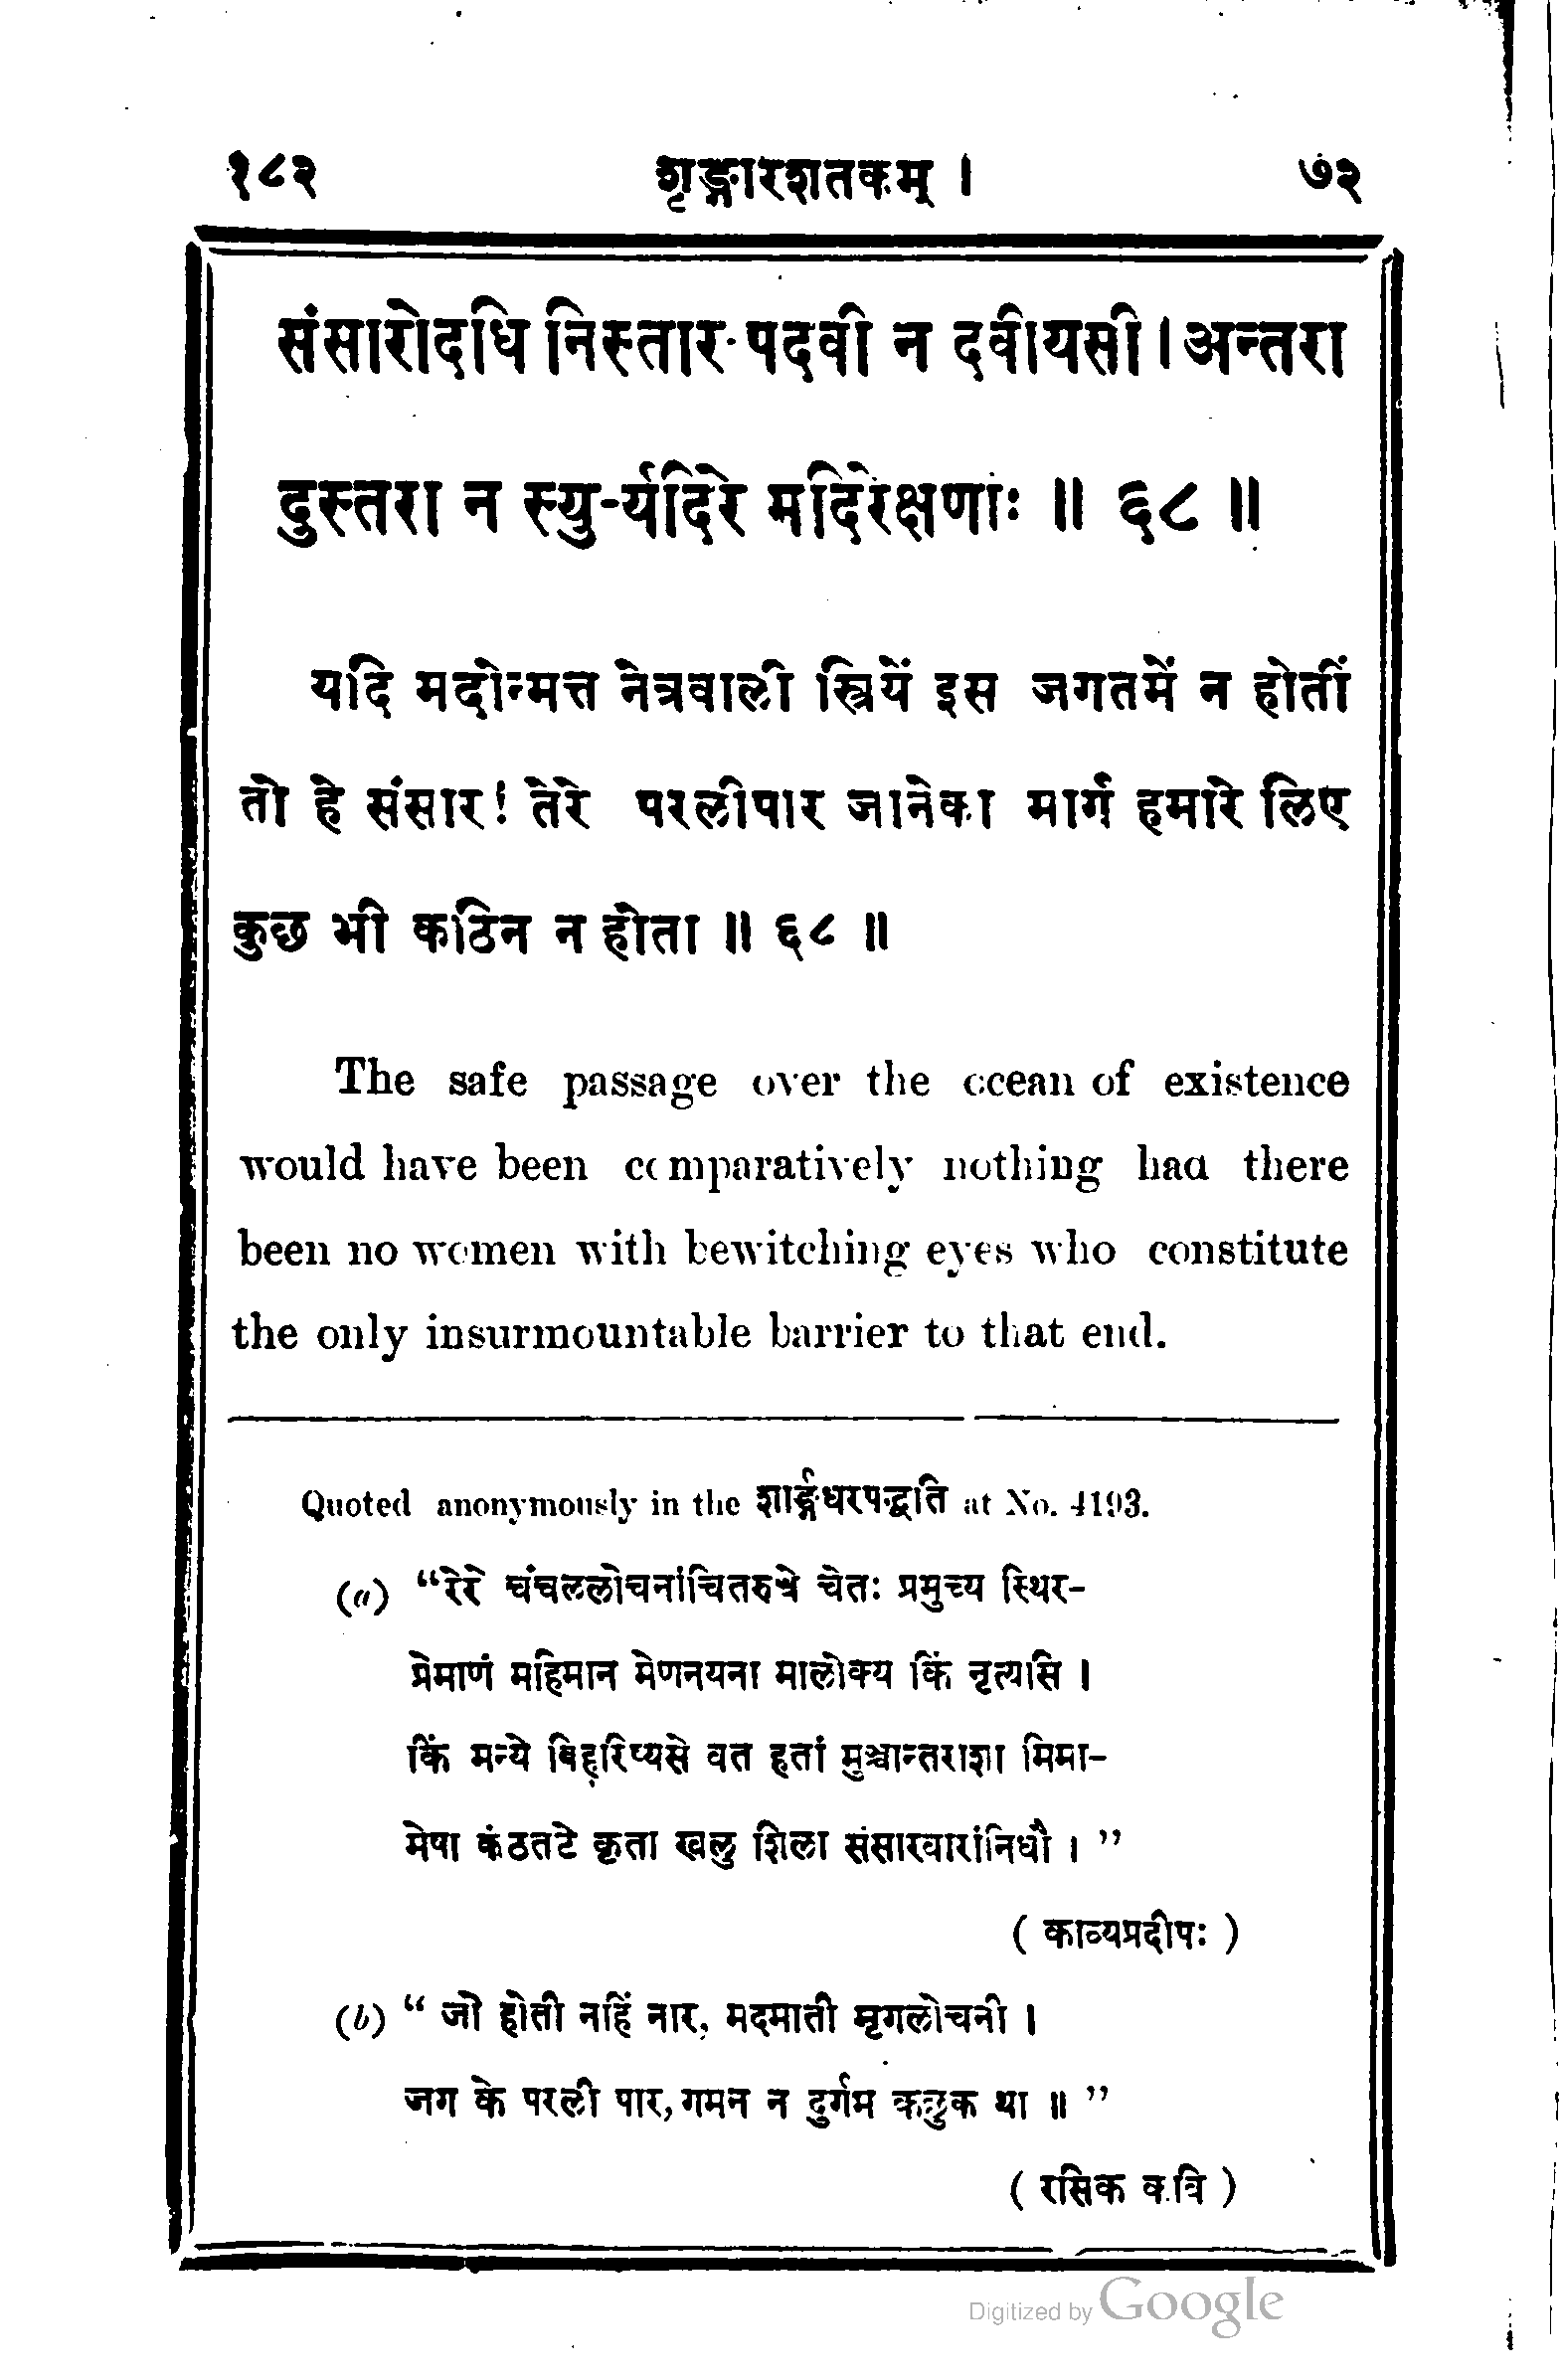 १८२ शृङ्गारशतकम् । ७२
संसारोदधि निस्तार-पदवी न दवीयसी । अन्तरा
दुस्तरा न स्यु-र्यदिरे मदिरेक्षणाः ॥ ६८ ॥
यदि मदोन्मत्त नेत्रवाली स्त्रियें इस जगतमें न होतीं
तो हे संसार! तेरे परलीपार जानेका मार्ग हमारे लिए
कुछ भी कठिन न होता ॥ ६८ ॥
The safe passage over the ocean of existence
would have been comparatively nothing had there
been no women with bewitching eyes who constitute
the only insurmountable barrier to that end.
Quoted anonymously in the शार्ङ्गधरपद्धति at No. 4193.
(a) “रेरे चंचललोचनांचितरुचे चेतः प्रमुच्य स्थिर-
प्रेमाणं महिमान मेणनयना मालोक्य किं नृत्यसि ।
किं मन्ये बिहरिष्यसे वत हतां मुञ्चान्तराशा मिमा-
मेषा कंठतटे कृता खलु शिला संसारवारांनिधौ । ”
( काव्यप्रदीपः )
(b) “ जो होती नहिं नार, मदमाती मृगलोचनी ।
जग के परली पार, गमन न दुर्गम कछुक था ॥ ”
( रसिक कवि )
Digitized by Google